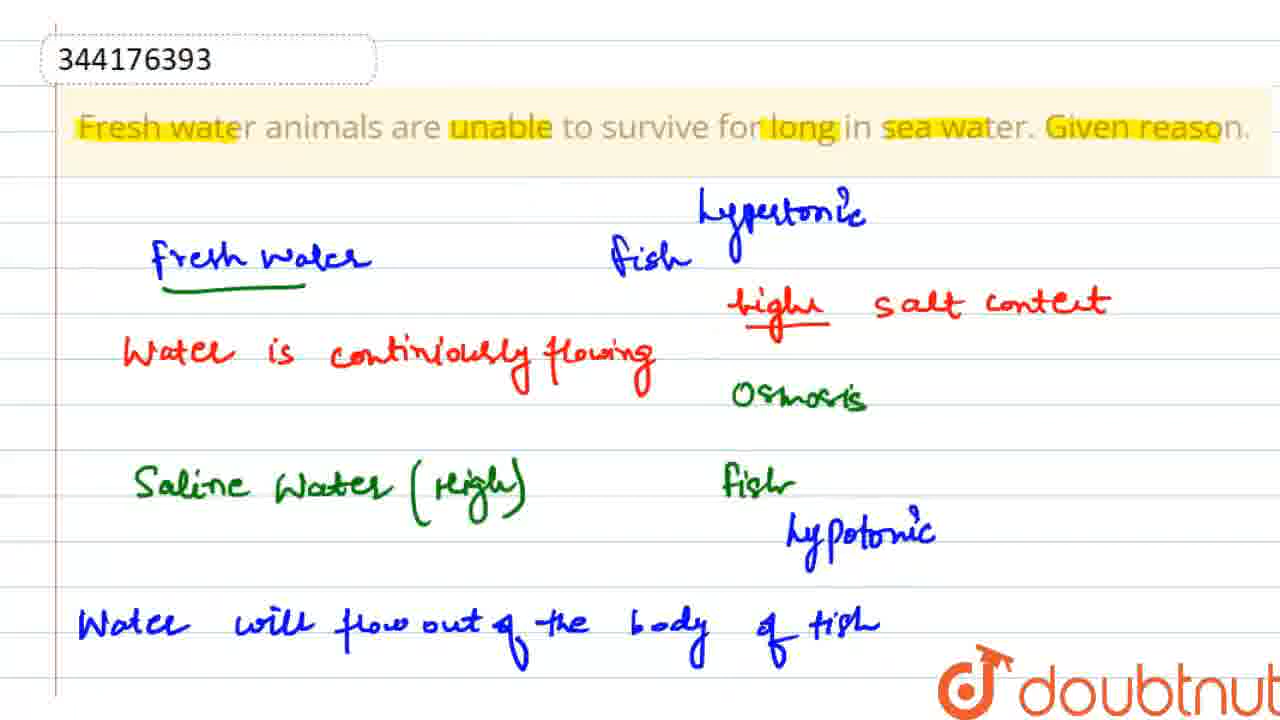 344176393
Fresh water animals are unable to survive for long in sea water. Given reason.
hypertonic
fresh water fish
high salt content
Water is continiously flowing
Osmosis
Saline water (High) fish
hypotonic
Water will flow out of the body of fish
doubtnut